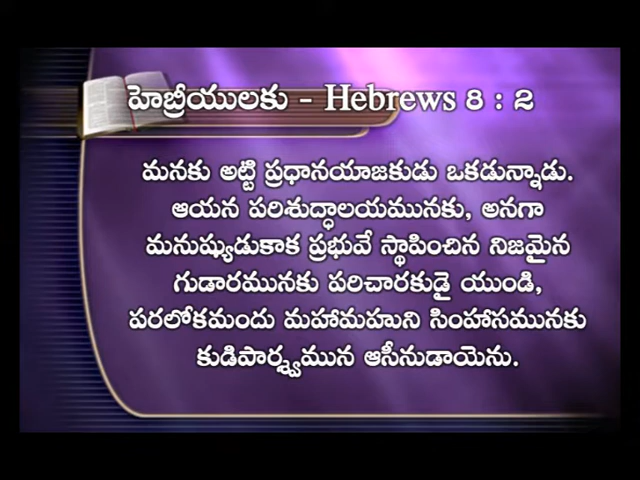 హెబ్రీయులకు - Hebrews 8 : 2
మనకు అట్టి ప్రధానయాజకుడు ఒకడున్నాడు.
ఆయన పరిశుద్ధాలయమునకు, అనగా
మనుష్యుడుకాక ప్రభువే స్థాపించిన నిజమైన
గుడారమునకు పరిచారకుడై యుండి,
పరలోకమందు మహామహుని సింహాసమునకు
కుడిపార్శ్వమున ఆసీనుడాయెను.